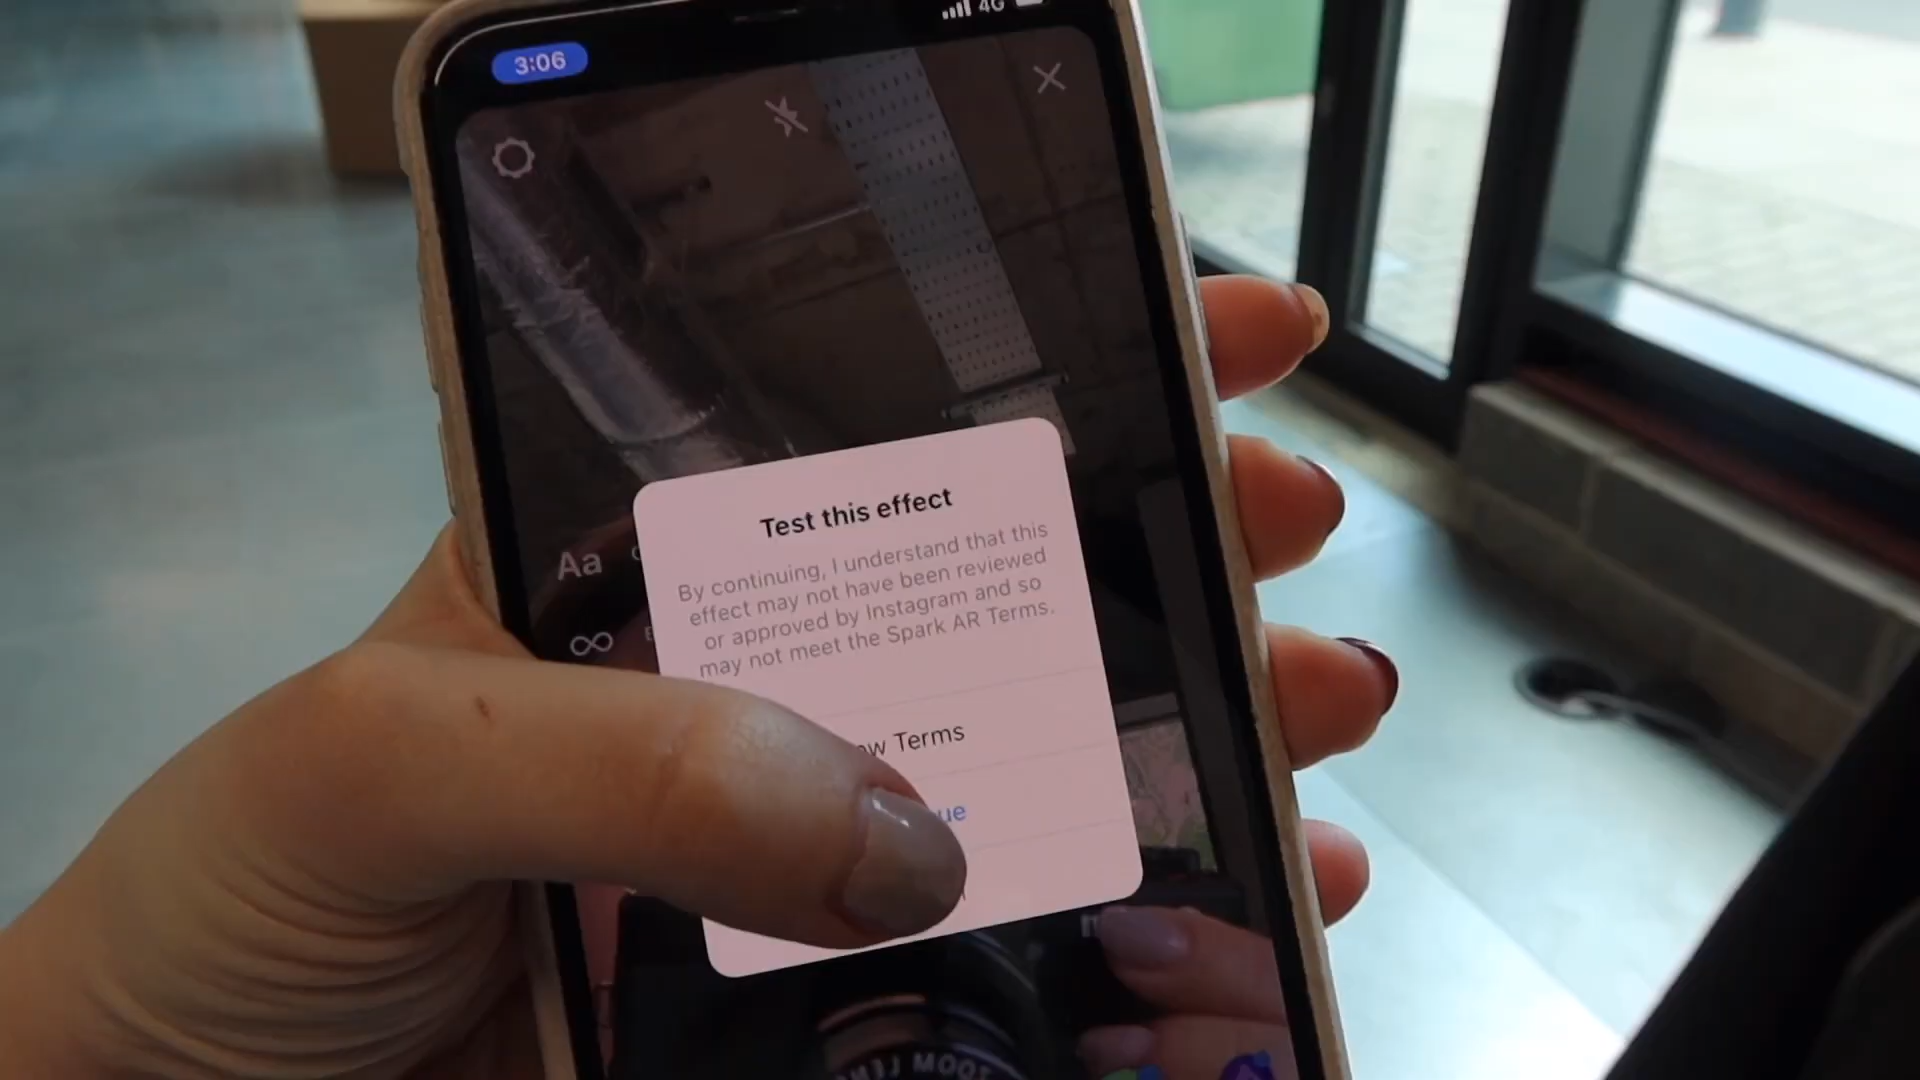 4G
3:06
Test this effect
By continuing, I understand that this
effect may not have been reviewed
or approved by Instagram and so
may not meet the Spark AR Terms.
Aa
Terms